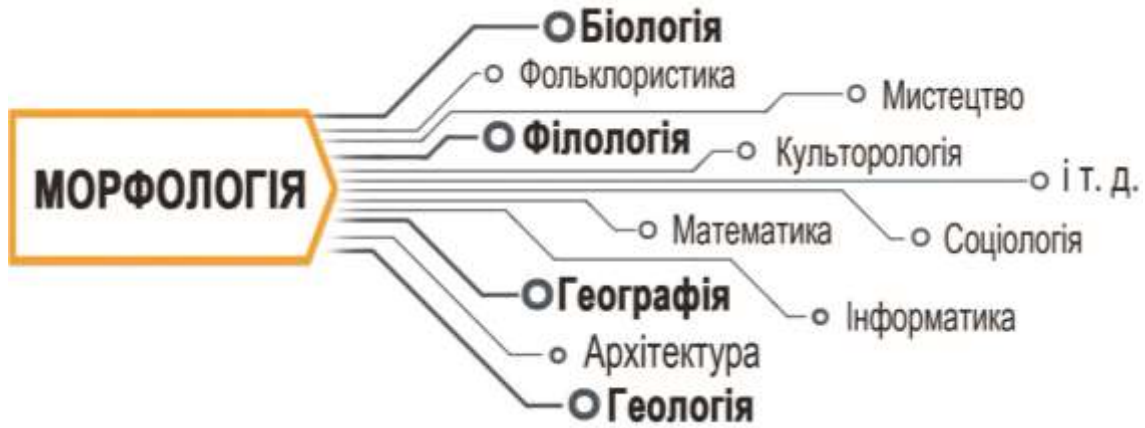 Біологія
Фольклористика
Мистецтво
Філологія
Культорологія
і т. д.
МОРФОЛОГІЯ
Математика
Соціологія
Географія
Інформатика
Архітектура
Геологія